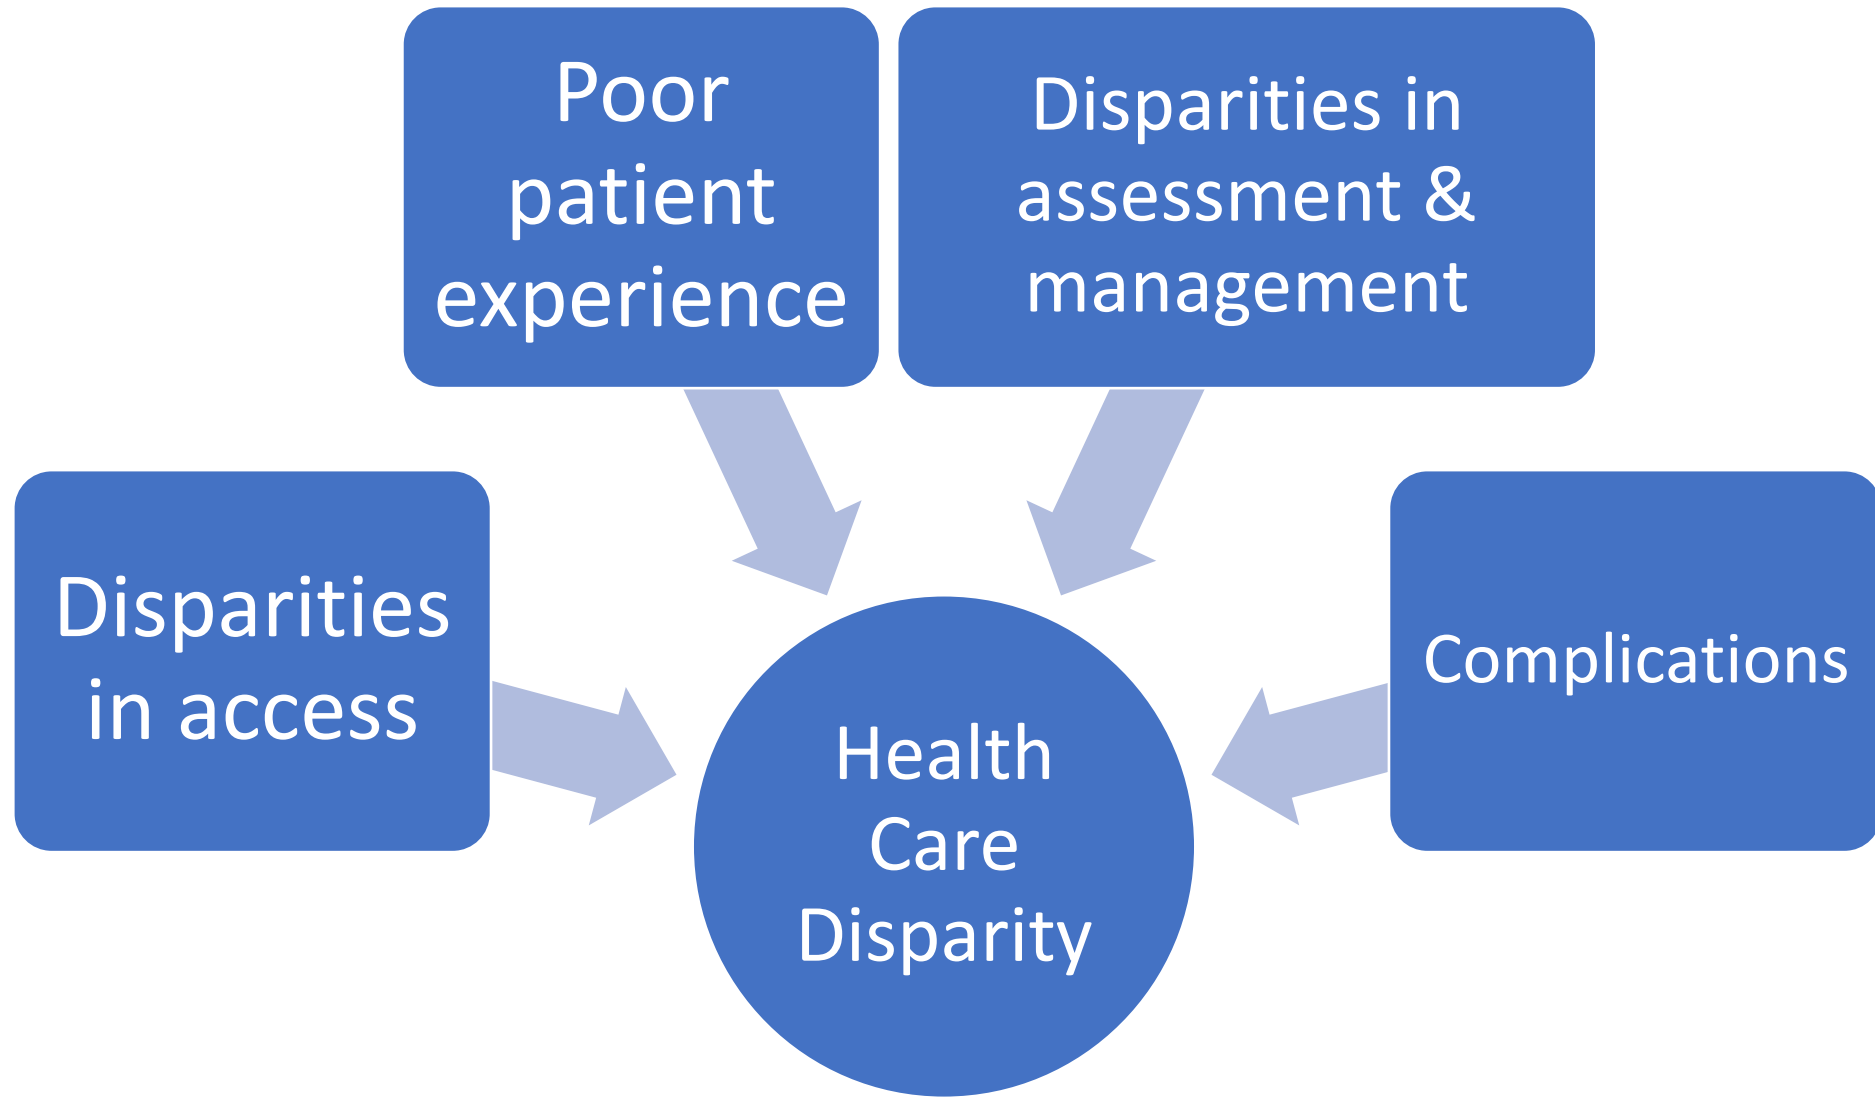 Poor
patient
experience
Disparities in
assessment &
management
Disparities
in access
Complications
Health
Care
Disparity